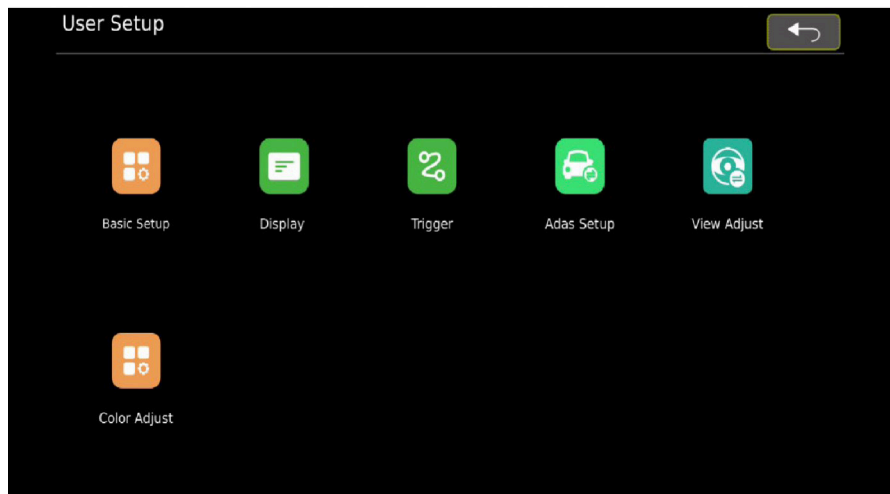 User Setup
Basic Setup
Display
Trigger
Adas Setup
View Adjust
Color Adjust